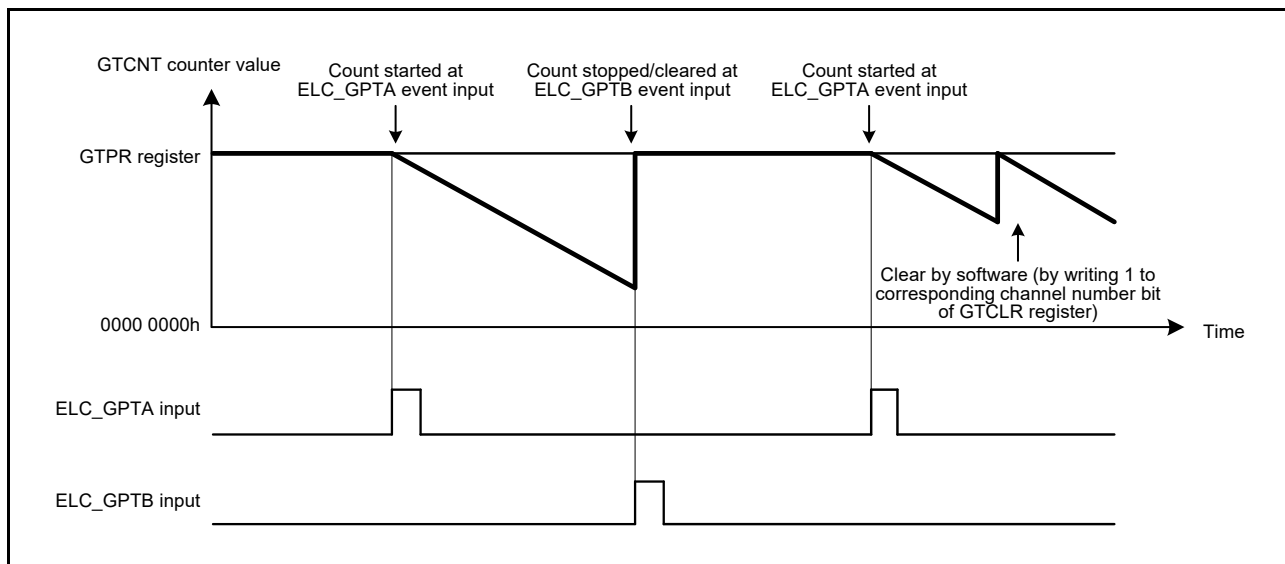 GTCNT counter value
Count started at
ELC_GPTA event input
Count stopped/cleared at
ELC_GPTB event input
Count started at
ELC_GPTA event input
GTPR register
Clear by software (by writing 1 to
corresponding channel number bit
of GTCLR register)
0000 0000h
Time
ELC_GPTA input
ELC_GPTB input